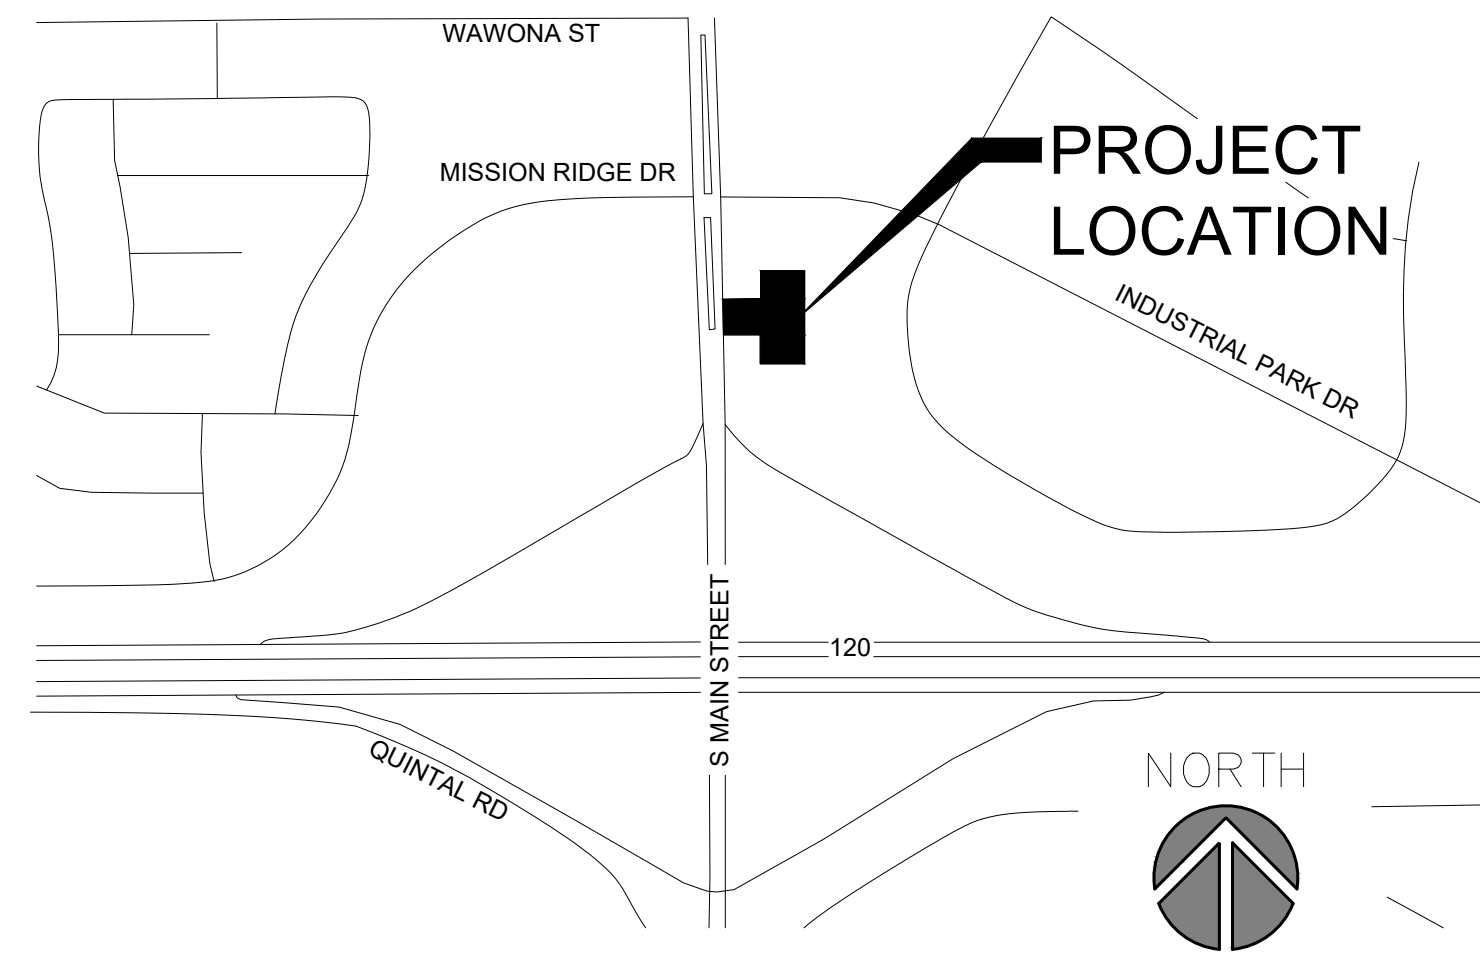 WAWONA ST
MISSION RIDGE DR
PROJECT
LOCATION
INDUSTRIAL PARK DR
S MAIN STREET
120
QUINTAL RD
NORTH